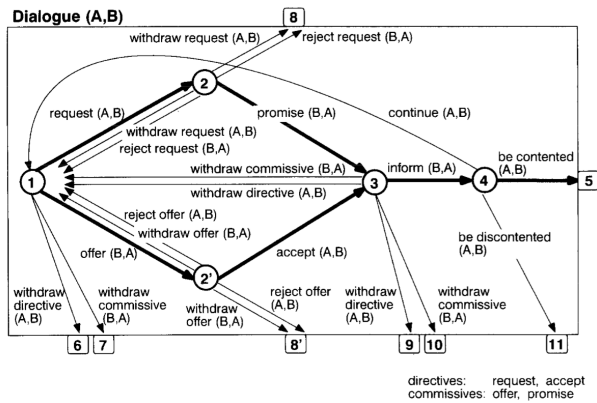 Dialogue (A,B)
withdraw request (A,B)
8
reject request (B,A)
2
request (A,B)
promise (B,A)
continue (A,B)
withdraw request (A,B)
reject request (B,A)
withdraw commissive (B,A)
inform (B,A)
be contented
(A,B)
1
3
4
5
withdraw directive (A,B)
reject offer (A,B)
withdraw offer (B,A)
offer (B,A)
accept (A,B)
be discontented
(A,B)
2'
withdraw
directive
(A,B)
withdraw
commissive
(B,A)
withdraw
offer (B,A)
reject offer
(A,B)
withdraw
directive
(A,B)
withdraw
commissive
(B,A)
6
7
8'
9
10
11
directives: request, accept
commissives: offer, promise